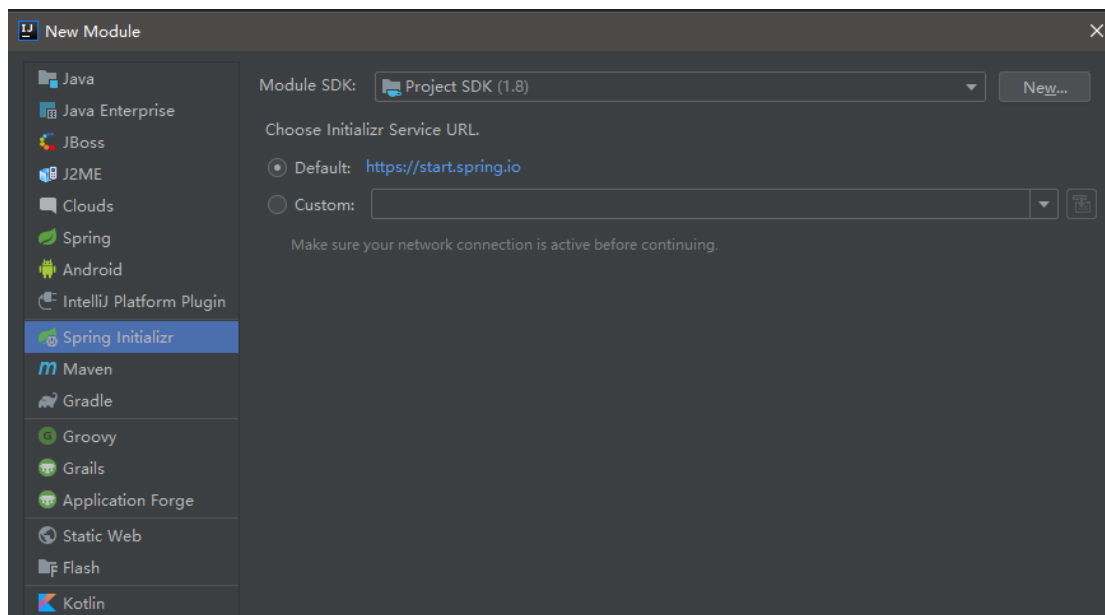 New Module
Java
Java Enterprise
JBoss
J2ME
Clouds
Spring
Android
IntelliJ Platform Plugin
Spring Initializr
Maven
Gradle
Groovy
Grails
Application Forge
Static Web
Flash
Kotlin
Module SDK: Project SDK (1.8) New...
Choose Initializr Service URL.
Default: https://start.spring.io
Custom:
Make sure your network connection is active before continuing.